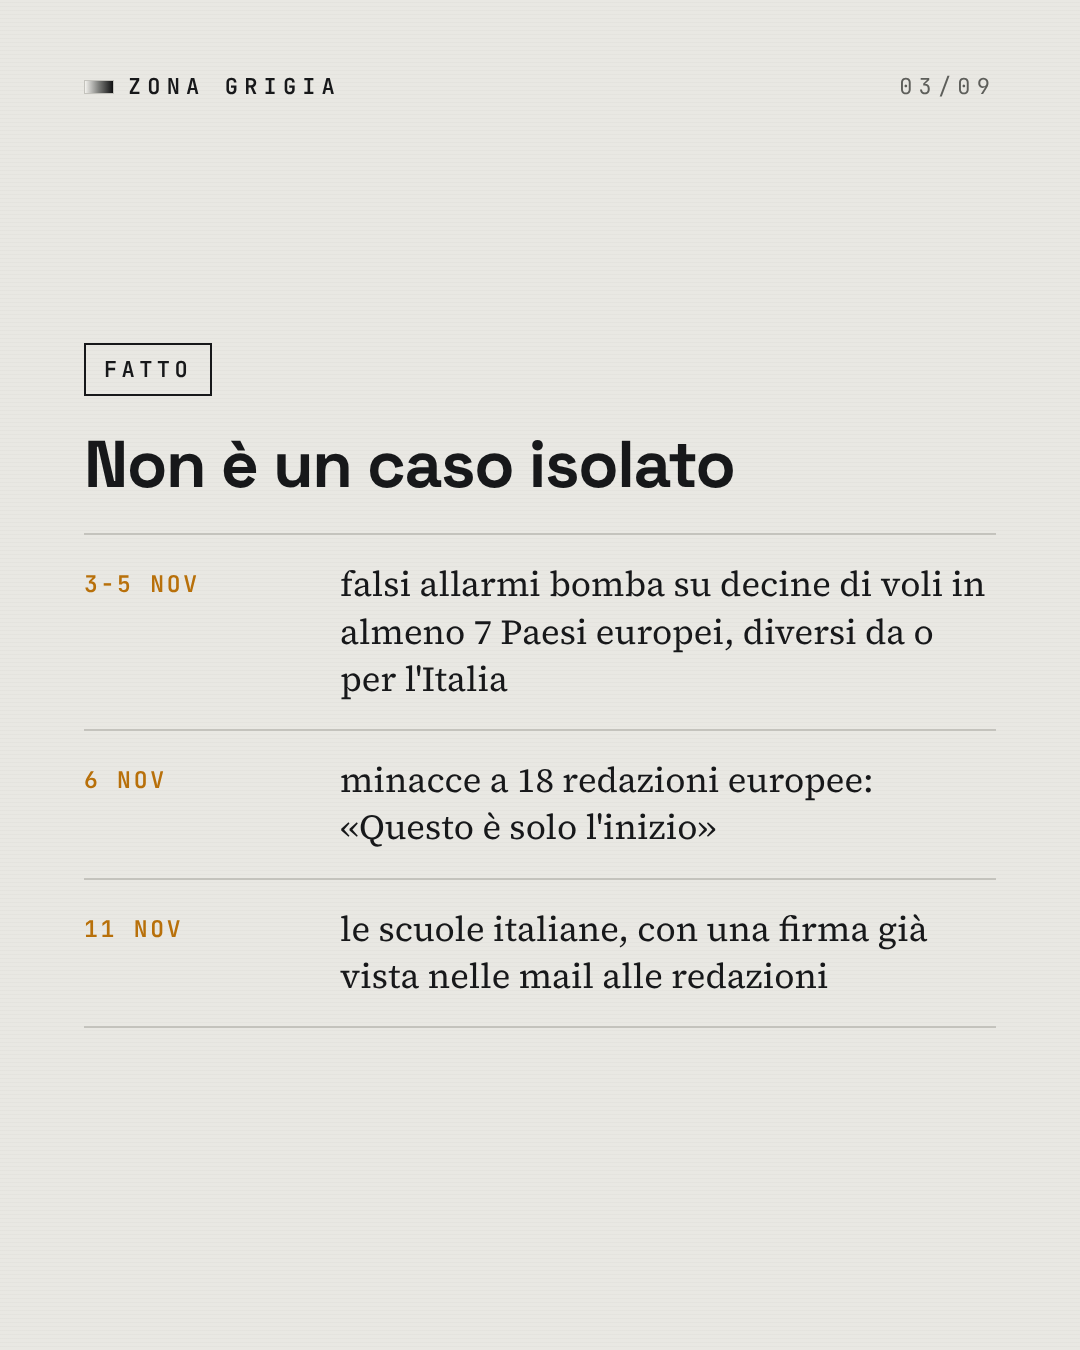 ZONA GRIGIA
03/09
FATTO
Non è un caso isolato
3-5 NOV
falsi allarmi bomba su decine di voli in
almeno 7 Paesi europei, diversi da o
per l'Italia
6 NOV
minacce a 18 redazioni europee:
«Questo è solo l'inizio»
11 NOV
le scuole italiane, con una firma già
vista nelle mail alle redazioni